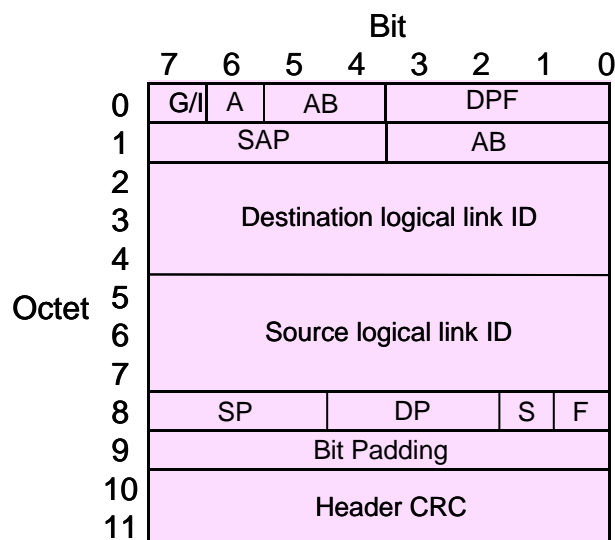 Bit
7 6 5 4 3 2 1 0
0 G/I A AB DPF
1 SAP AB
2
3 Destination logical link ID
4
5
Octet 6 Source logical link ID
7
8 SP DP S F
9 Bit Padding
10
Header CRC
11